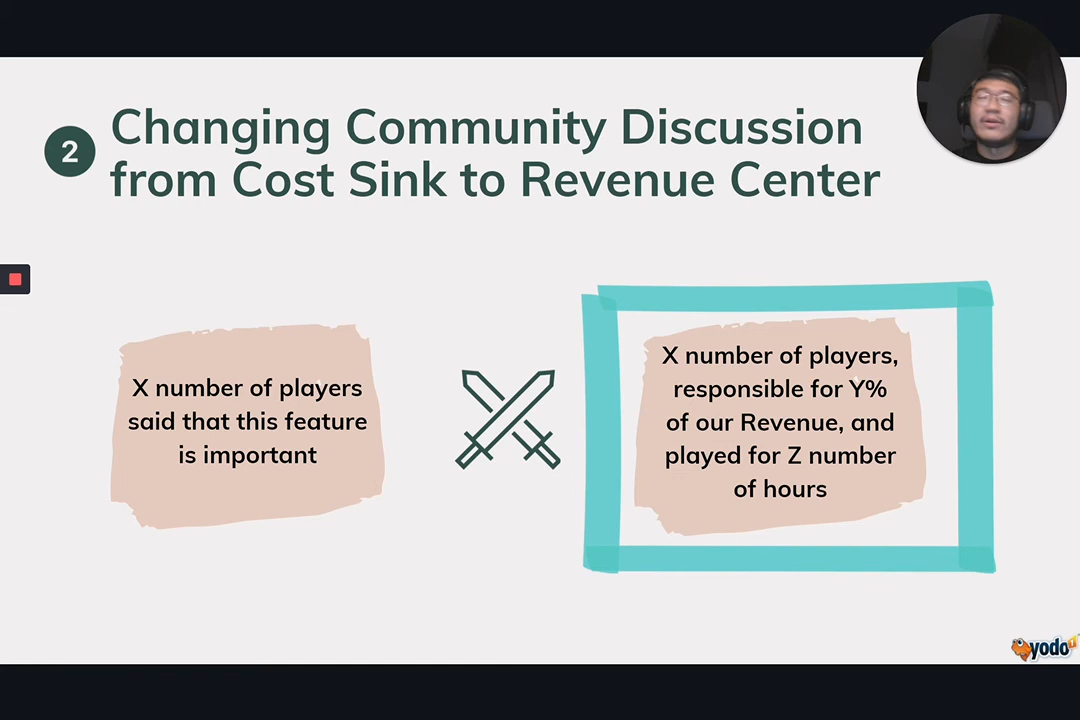 2
Changing Community Discussion
from Cost Sink to Revenue Center
X number of players
said that this feature
is important
X number of players,
responsible for Y%
of our Revenue, and
played for Z number
of hours
yodo1